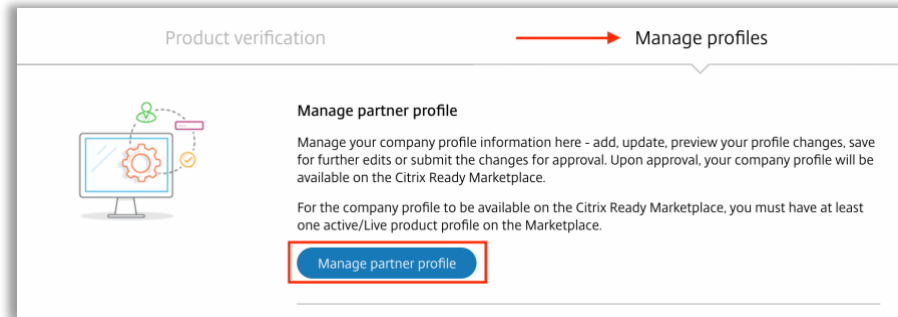 Product verification
Manage profiles
Manage partner profile
Manage your company profile information here - add, update, preview your profile changes, save
for further edits or submit the changes for approval. Upon approval, your company profile will be
available on the Citrix Ready Marketplace.
For the company profile to be available on the Citrix Ready Marketplace, you must have at least
one active/Live product profile on the Marketplace.
Manage partner profile